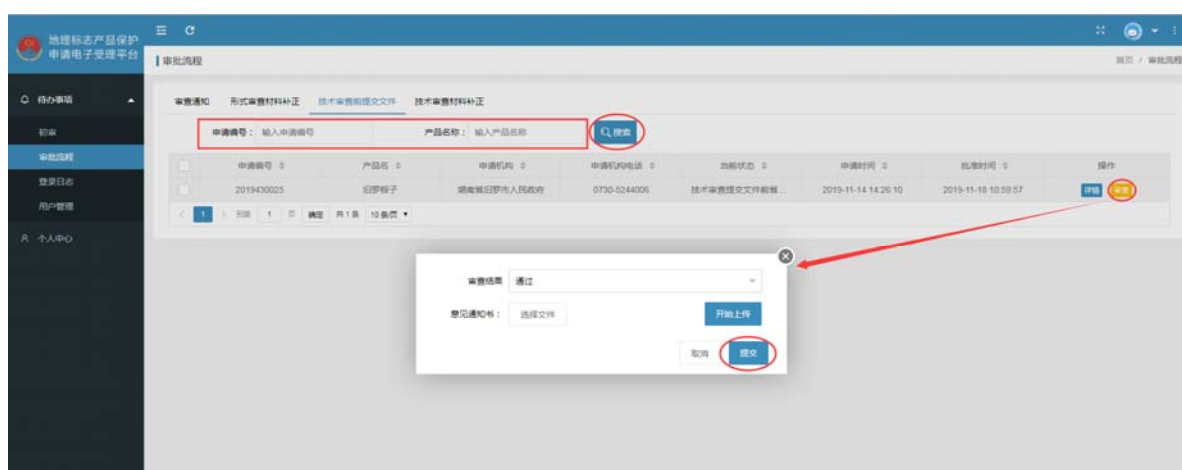 地理标志产品保护
申请电子受理平台
审批流程
首页 / 审批流程
待办事项
初审
审批流程
登录日志
用户管理
个人中心
审查通知 形式审查材料补正 技术审查前提交文件 技术审查材料补正
申请编号： 输入申请编号 产品名称： 输入产品名称 搜索
申请编号 产品名 申请机构 申请机构电话 当前状态 申请时间 批准时间 操作
2019430025 汨罗粽子 湖南省汨罗市人民政府 0730-5244006 技术审查提交文件前省... 2019-11-14 14:26:10 2019-11-18 10:59:57 详情 审查
1 到第 1 页 确定 共 1 条 10 条/页
审查结果 通过
意见通知书： 选择文件 开始上传
取消 提交